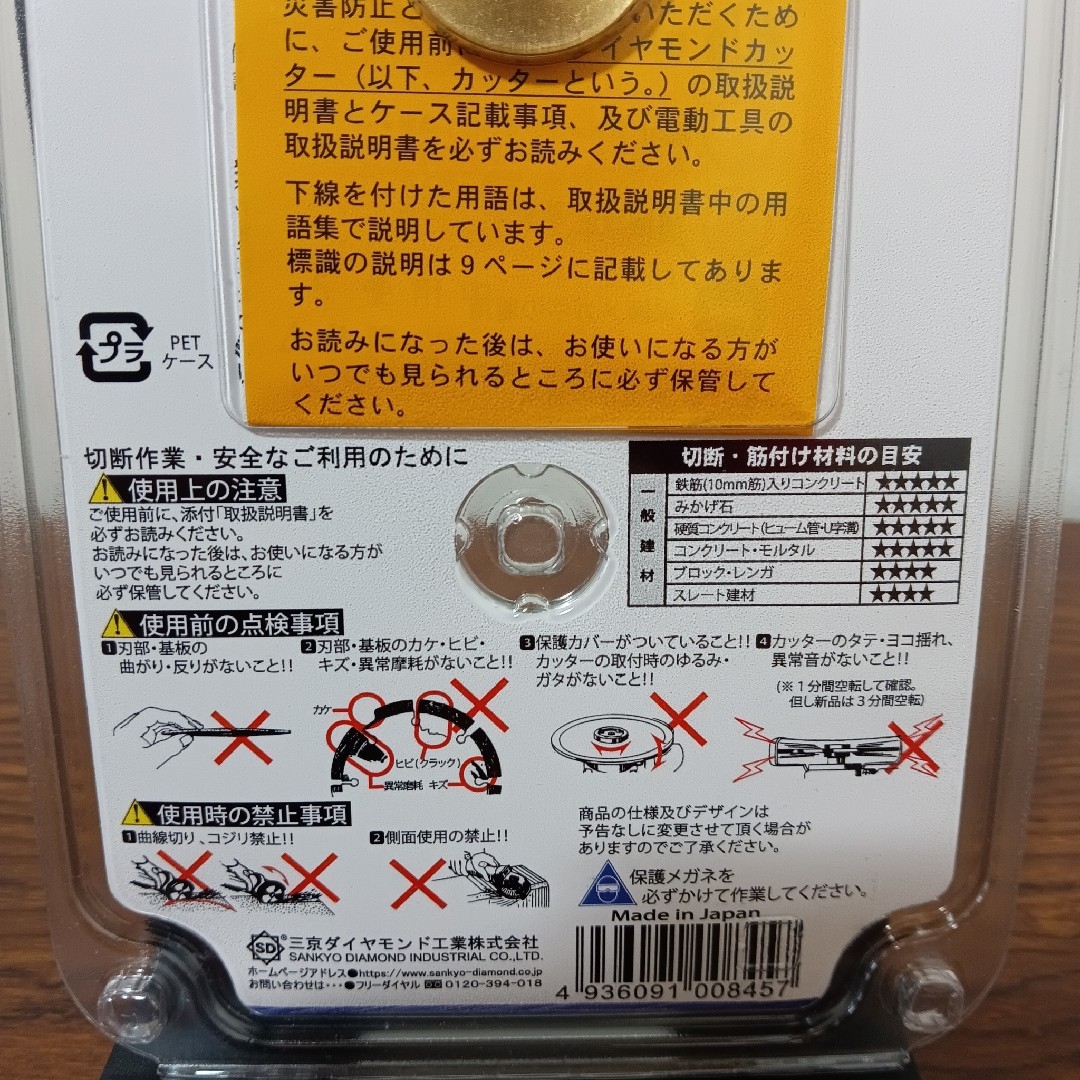 災害防止と いただくため
に、ご使用前 イヤモンドカッ
ター（以下、カッターという。）の取扱説
明書とケース記載事項、及び電動工具の
取扱説明書を必ずお読みください。
下線を付けた用語は、取扱説明書中の用
語集で説明しています。
標識の説明は９ページに記載してありま
す。
お読みになった後は、お使いになる方が
いつでも見られるところに必ず保管して
ください。
プラ
PET
ケース
切断作業・安全なご利用のために
使用上の注意
ご使用前に、添付｢取扱説明書｣を
必ずお読みください。
お読みになった後は、お使いになる方が
いつでも見られるところに
必ず保管してください。
切断・筋付け材料の目安
一般建材
鉄筋(10mm筋)入りコンクリート ★★★★★
みかげ石 ★★★★★
硬質コンクリート(ヒューム管・U字溝) ★★★★★
コンクリート・モルタル ★★★★★
ブロック・レンガ ★★★★
スレート建材 ★★★★
使用前の点検事項
1 刃部・基板の
曲がり・反りがないこと!!
2 刃部・基板のカケ・ヒビ・
キズ・異常摩耗がないこと!!
3 保護カバーがついていること!!
カッターの取付時のゆるみ・
ガタがないこと!!
4 カッターのタテ・ヨコ揺れ、
異常音がないこと!!
(※１分間空転して確認。
但し新品は３分間空転)
カケ
ヒビ(クラック)
異常磨耗 キズ
使用時の禁止事項
1 曲線切り、コジリ禁止!!
2 側面使用の禁止!!
商品の仕様及びデザインは
予告なしに変更させて頂く場合が
ありますのでご了承ください。
保護メガネを
必ずかけて作業してください。
Made in Japan
SD® 三京ダイヤモンド工業株式会社
SANKYO DIAMOND INDUSTRIAL CO.,LTD.
ホームページアドレス●https://www.sankyo-diamond.co.jp
お問い合わせは・・・●フリーダイヤル 0120-394-018
4 936091 008457